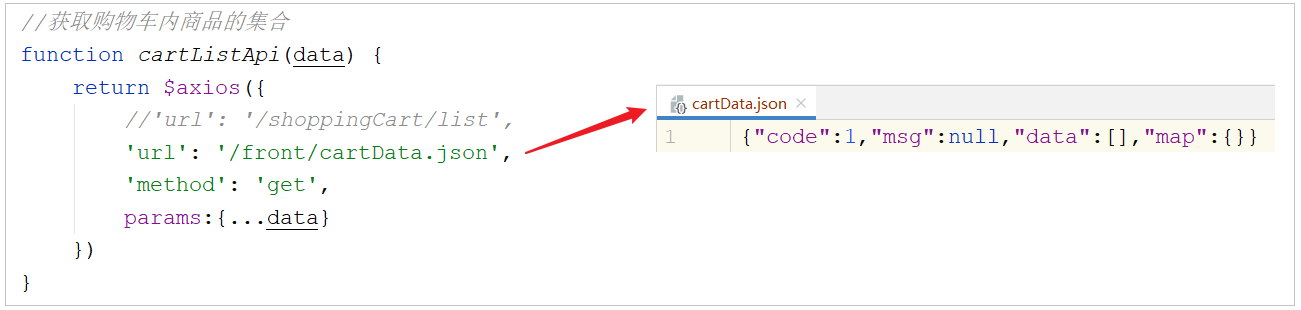 //获取购物车内商品的集合
function cartListApi(data) {
    return $axios({
        //'url': '/shoppingCart/list',
        'url': '/front/cartData.json',
        'method': 'get',
        params:{...data}
    })
}
cartData.json ×
1 {"code":1,"msg":null,"data":[],"map":{}}